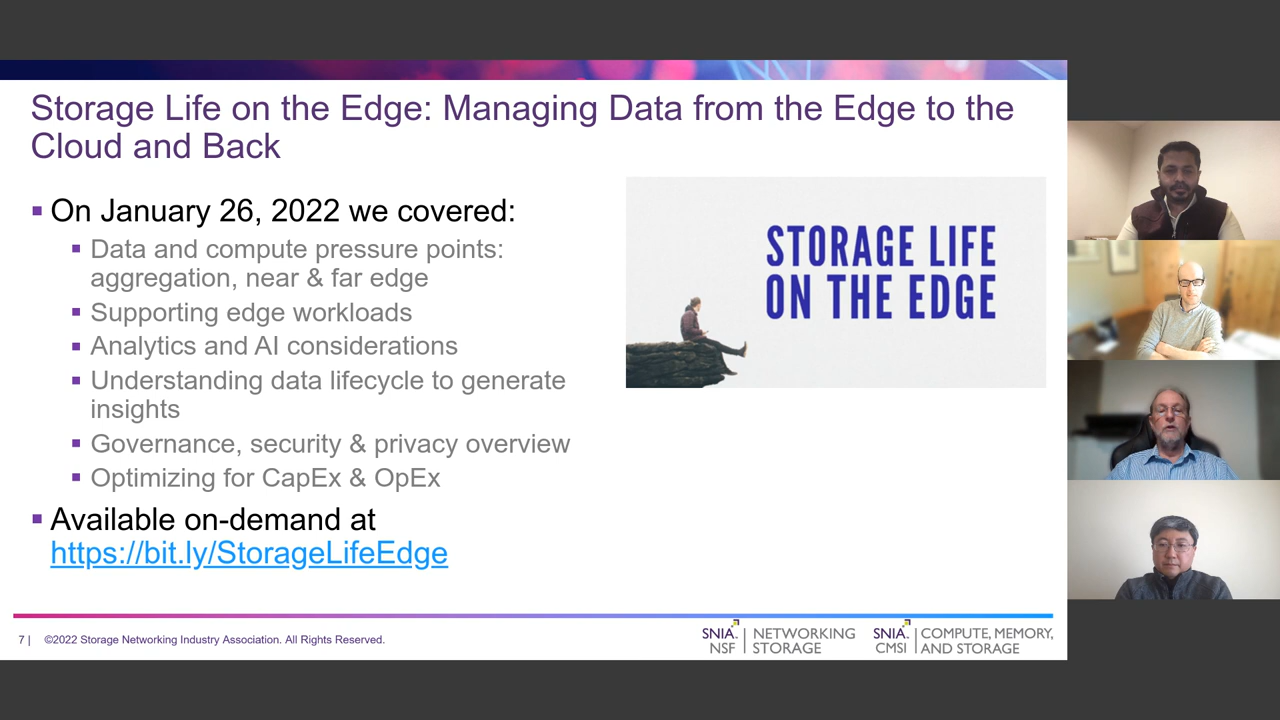 Storage Life on the Edge: Managing Data from the Edge to the
Cloud and Back
On January 26, 2022 we covered:
Data and compute pressure points:
aggregation, near & far edge
Supporting edge workloads
Analytics and AI considerations
Understanding data lifecycle to generate
insights
Governance, security & privacy overview
Optimizing for CapEx & OpEx
Available on-demand at
https://bit.ly/StorageLifeEdge
STORAGE LIFE
ON THE EDGE
7 | ©2022 Storage Networking Industry Association. All Rights Reserved.
SNIA. NSF | NETWORKING
STORAGE
SNIA. CMSI | COMPUTE, MEMORY,
AND STORAGE